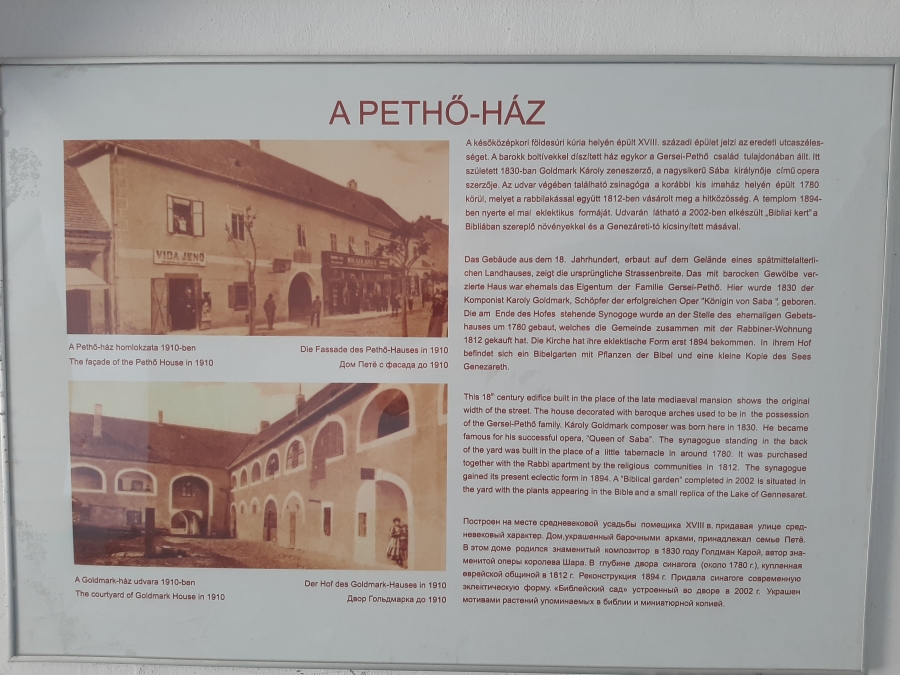 A PETHŐ-HÁZ
VIDA JENŐ
A Pethő-ház homlokzata 1910-ben
The façade of the Pethő House in 1910
Die Fassade des Pethő-Hauses in 1910
Дом Петё с фасада до 1910
A Goldmark-ház udvara 1910-ben
The courtyard of Goldmark House in 1910
Der Hof des Goldmark-Hauses in 1910
Двор Гольдмарка до 1910
A későközépkori földesúri kúria helyén épült XVIII. századi épület jelzi az eredeti utcaszéles-
séget. A barokk boltívekkel díszített ház egykor a Gersei-Pethő család tulajdonában állt. Itt
született 1830-ban Goldmark Károly zeneszerző, a nagysikerű Sába királynője című opera
szerzője. Az udvar végében található zsinagóga a korábbi kis imaház helyén épült 1780
körül, melyet a rabbilakással együtt 1812-ben vásárolt meg a hitközösség. A templom 1894-
ben nyerte el mai eklektikus formáját. Udvarán látható a 2002-ben elkészült „Bibliai kert” a
Bibliában szereplő növényekkel és a Genezáreti-tó kicsinyített másával.
Das Gebäude aus dem 18. Jahrhundert, erbaut auf dem Gelände eines spätmittelalterli-
chen Landhauses, zeigt die ursprüngliche Strassenbreite. Das mit barocken Gewölbe ver-
zierte Haus war ehemals das Eigentum der Familie Gersei-Pethő. Hier wurde 1830 der
Komponist Karoly Goldmark, Schöpfer der erfolgreichen Oper "Königin von Saba ", geboren.
Die am Ende des Hofes stehende Synogoge wurde an der Stelle des ehemaligen Gebets-
hauses um 1780 gebaut, welches die Gemeinde zusammen mit der Rabbiner-Wohnung
1812 gekauft hat. Die Kirche hat ihre eklektische Form erst 1894 bekommen. In ihrem Hof
befindet sich ein Bibelgarten mit Pflanzen der Bibel und eine kleine Kopie des Sees
Genezareth.
This 18th century edifice built in the place of the late mediaeval mansion shows the original
width of the street. The house decorated with baroque arches used to be in the possession
of the Gersei-Pethő family. Károly Goldmark composer was born here in 1830. He became
famous for his successful opera, "Queen of Saba". The synagogue standing in the back
of the yard was built in the place of a little tabernacle in around 1780. It was purchased
together with the Rabbi apartment by the religious communities in 1812. The synagogue
gained its present eclectic form in 1894. A "Biblical garden" completed in 2002 is situated in
the yard with the plants appearing in the Bible and a small replica of the Lake of Gennesaret.
Построен на месте средневековой усадьбы помещика XVIII в. придавая улице сред-
невековый характер. Дом,украшенный барочными арками, принадлежал семье Петё.
В этом доме родился знаменитый композитор в 1830 году Голдман Карой, автор зна-
менитой оперы королева Шара. В глубине двора синагога (около 1780 г.), купленная
еврейской общиной в 1812 г. Реконструкция 1894 г. Придала синагоге современную
эклектическую форму. «Библейский сад» устроенный во дворе в 2002 г. Украшен
мотивами растений упоминаемых в библии и миниатюрной копией.